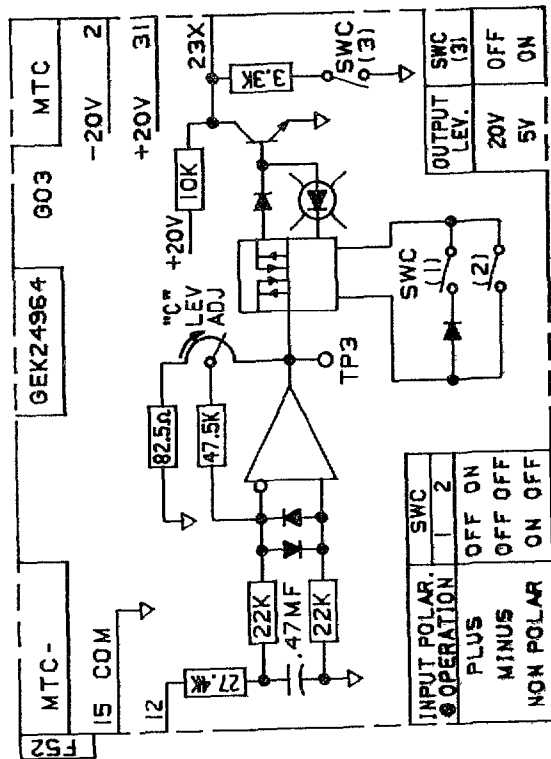 F52
MTC-
GEK24964
G03
MTC
15 COM
12
-20V 2
+20V 31
23X
27.4K
22K
.47MF
22K
82.5Ω
47.5K
"C"
LEV
ADJ
TP3
+20V
10K
3.3K
SWC
(3)
SWC
(1)
(2)
INPUT POLAR. SWC
@ OPERATION 1 2
PLUS OFF ON
MINUS OFF OFF
NON POLAR ON OFF
OUTPUT SWC
LEV. (3)
20V OFF
5V ON